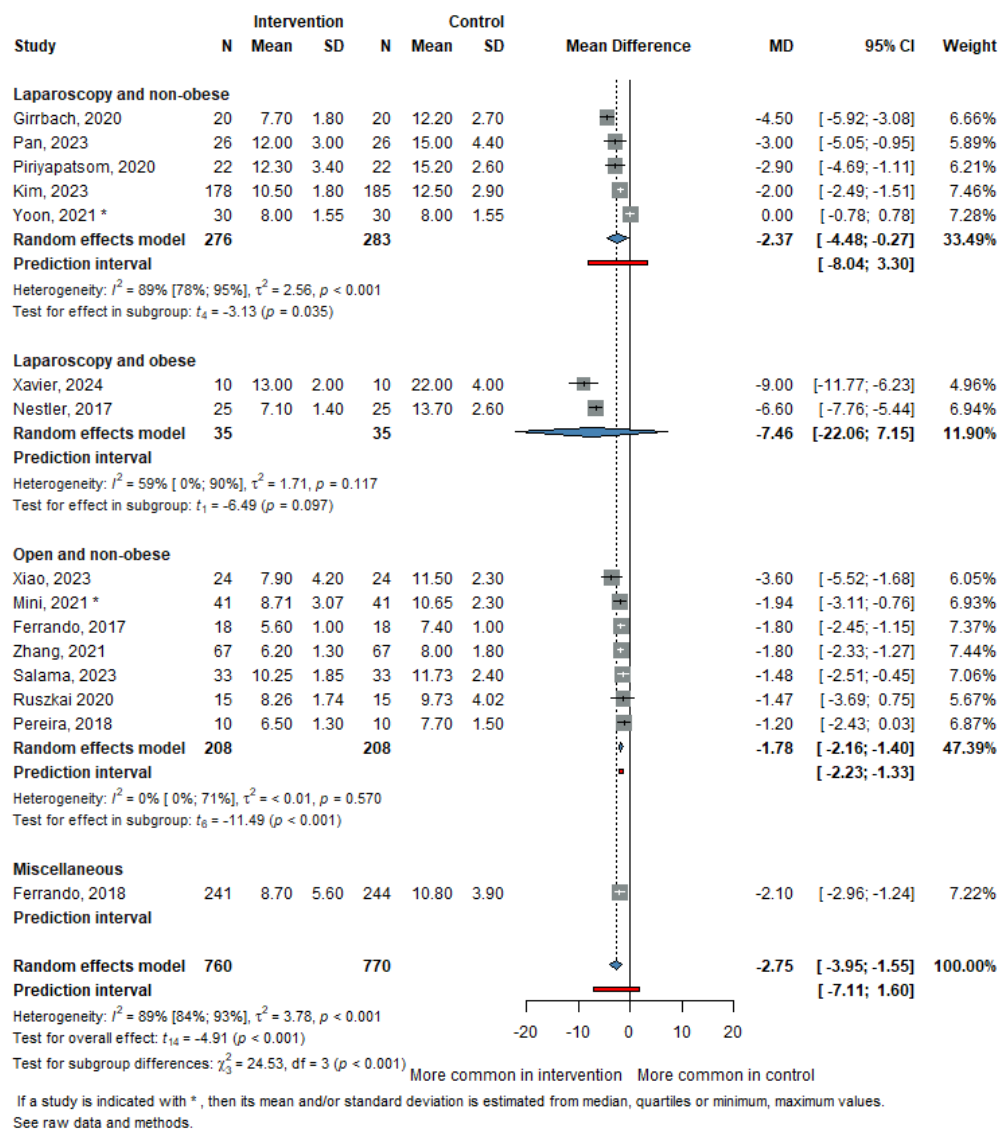 Intervention Control
Study N Mean SD N Mean SD Mean Difference MD 95% CI Weight
Laparoscopy and non-obese
Girrbach, 2020 20 7.70 1.80 20 12.20 2.70 -4.50 [ -5.92; -3.08] 6.66%
Pan, 2023 26 12.00 3.00 26 15.00 4.40 -3.00 [ -5.05; -0.95] 5.89%
Piriyapatsom, 2020 22 12.30 3.40 22 15.20 2.60 -2.90 [ -4.69; -1.11] 6.21%
Kim, 2023 178 10.50 1.80 185 12.50 2.90 -2.00 [ -2.49; -1.51] 7.46%
Yoon, 2021 * 30 8.00 1.55 30 8.00 1.55 0.00 [ -0.78; 0.78] 7.28%
Random effects model 276 283 -2.37 [ -4.48; -0.27] 33.49%
Prediction interval [ -8.04; 3.30]
Heterogeneity: I² = 89% [78%; 95%], τ² = 2.56, p < 0.001
Test for effect in subgroup: t₄ = -3.13 (p = 0.035)
Laparoscopy and obese
Xavier, 2024 10 13.00 2.00 10 22.00 4.00 -9.00 [-11.77; -6.23] 4.96%
Nestler, 2017 25 7.10 1.40 25 13.70 2.60 -6.60 [ -7.76; -5.44] 6.94%
Random effects model 35 35 -7.46 [-22.06; 7.15] 11.90%
Prediction interval
Heterogeneity: I² = 59% [ 0%; 90%], τ² = 1.71, p = 0.117
Test for effect in subgroup: t₁ = -6.49 (p = 0.097)
Open and non-obese
Xiao, 2023 24 7.90 4.20 24 11.50 2.30 -3.60 [ -5.52; -1.68] 6.05%
Mini, 2021 * 41 8.71 3.07 41 10.65 2.30 -1.94 [ -3.11; -0.76] 6.93%
Ferrando, 2017 18 5.60 1.00 18 7.40 1.00 -1.80 [ -2.45; -1.15] 7.37%
Zhang, 2021 67 6.20 1.30 67 8.00 1.80 -1.80 [ -2.33; -1.27] 7.44%
Salama, 2023 33 10.25 1.85 33 11.73 2.40 -1.48 [ -2.51; -0.45] 7.06%
Ruszkai 2020 15 8.26 1.74 15 9.73 4.02 -1.47 [ -3.69; 0.75] 5.67%
Pereira, 2018 10 6.50 1.30 10 7.70 1.50 -1.20 [ -2.43; 0.03] 6.87%
Random effects model 208 208 -1.78 [ -2.16; -1.40] 47.39%
Prediction interval [ -2.23; -1.33]
Heterogeneity: I² = 0% [ 0%; 71%], τ² = < 0.01, p = 0.570
Test for effect in subgroup: t₆ = -11.49 (p < 0.001)
Miscellaneous
Ferrando, 2018 241 8.70 5.60 244 10.80 3.90 -2.10 [ -2.96; -1.24] 7.22%
Prediction interval
Random effects model 760 770 -2.75 [ -3.95; -1.55] 100.00%
Prediction interval [ -7.11; 1.60]
Heterogeneity: I² = 89% [84%; 93%], τ² = 3.78, p < 0.001
Test for overall effect: t₁₄ = -4.91 (p < 0.001)
-20 -10 0 10 20
Test for subgroup differences: χ²₃ = 24.53, df = 3 (p < 0.001)
More common in intervention More common in control
If a study is indicated with * , then its mean and/or standard deviation is estimated from median, quartiles or minimum, maximum values.
See raw data and methods.